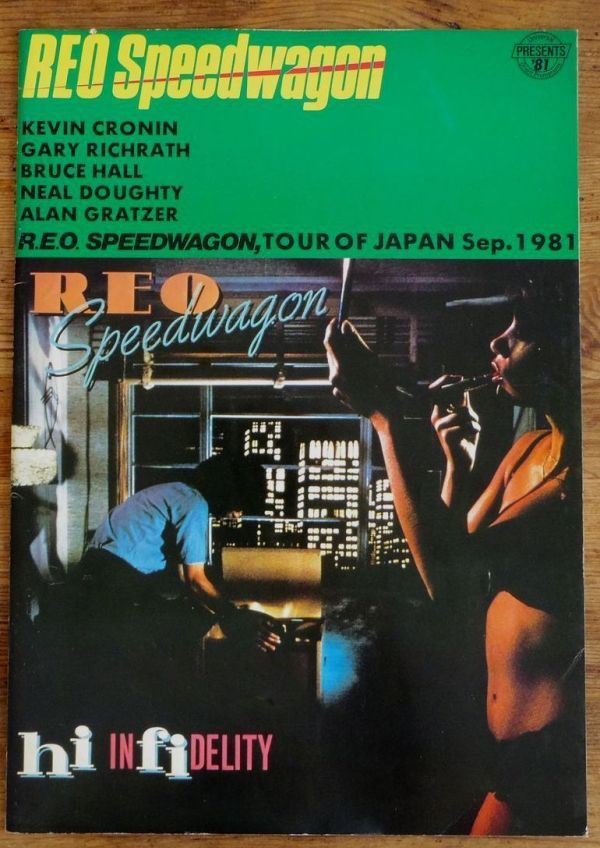 REO Speedwagon
PRESENTS
'81
KEVIN CRONIN
GARY RICHRATH
BRUCE HALL
NEAL DOUGHTY
ALAN GRATZER
R.E.O. SPEEDWAGON, TOUR OF JAPAN Sep. 1981
REO
Speedwagon
hi INfiDELITY